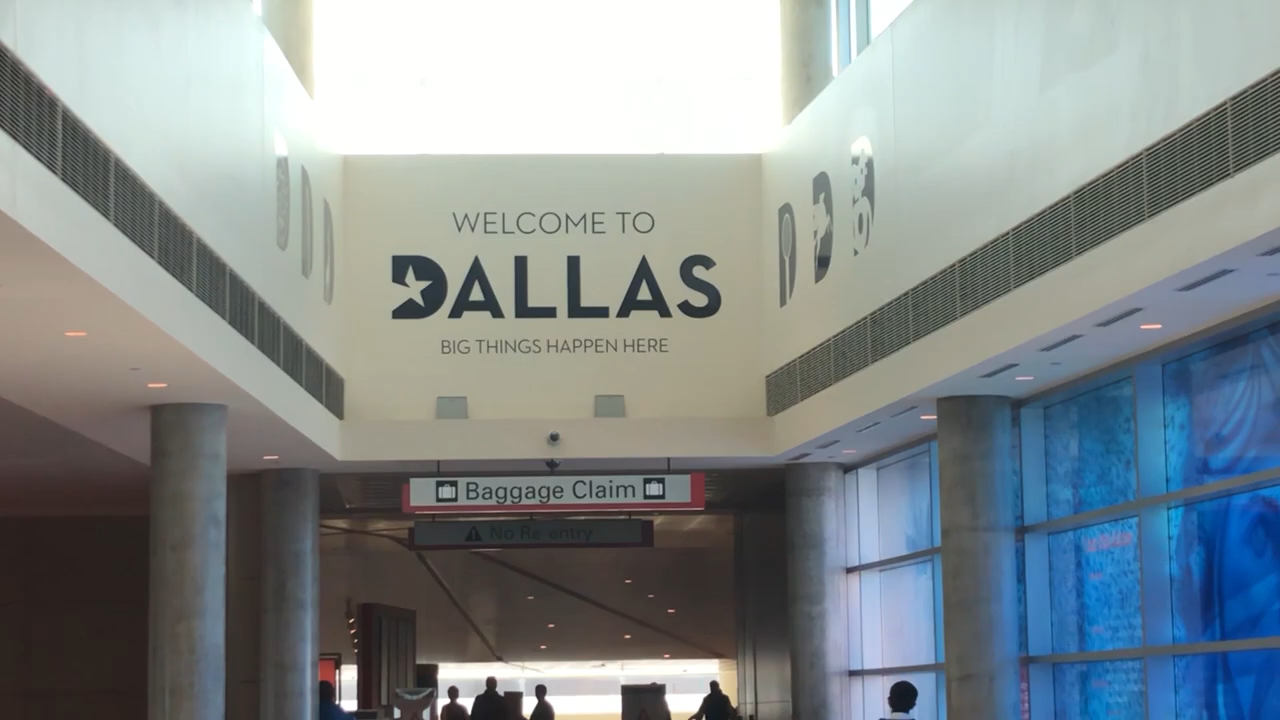 WELCOME TO
DALLAS
BIG THINGS HAPPEN HERE
D D D
D D D
Baggage Claim
No Re-entry